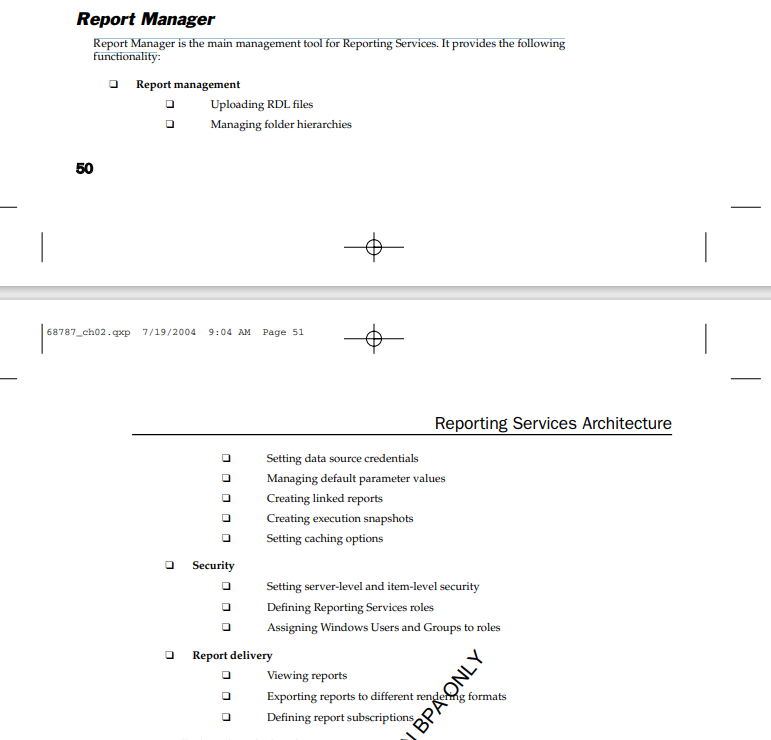 Report Manager
Report Manager is the main management tool for Reporting Services. It provides the following
functionality:
❑ Report management
❑ Uploading RDL files
❑ Managing folder hierarchies
50
68787_ch02.qxp 7/19/2004 9:04 AM Page 51
Reporting Services Architecture
❑ Setting data source credentials
❑ Managing default parameter values
❑ Creating linked reports
❑ Creating execution snapshots
❑ Setting caching options
❑ Security
❑ Setting server-level and item-level security
❑ Defining Reporting Services roles
❑ Assigning Windows Users and Groups to roles
❑ Report delivery
❑ Viewing reports
❑ Exporting reports to different rendering formats
❑ Defining report subscriptions
BPA ONLY